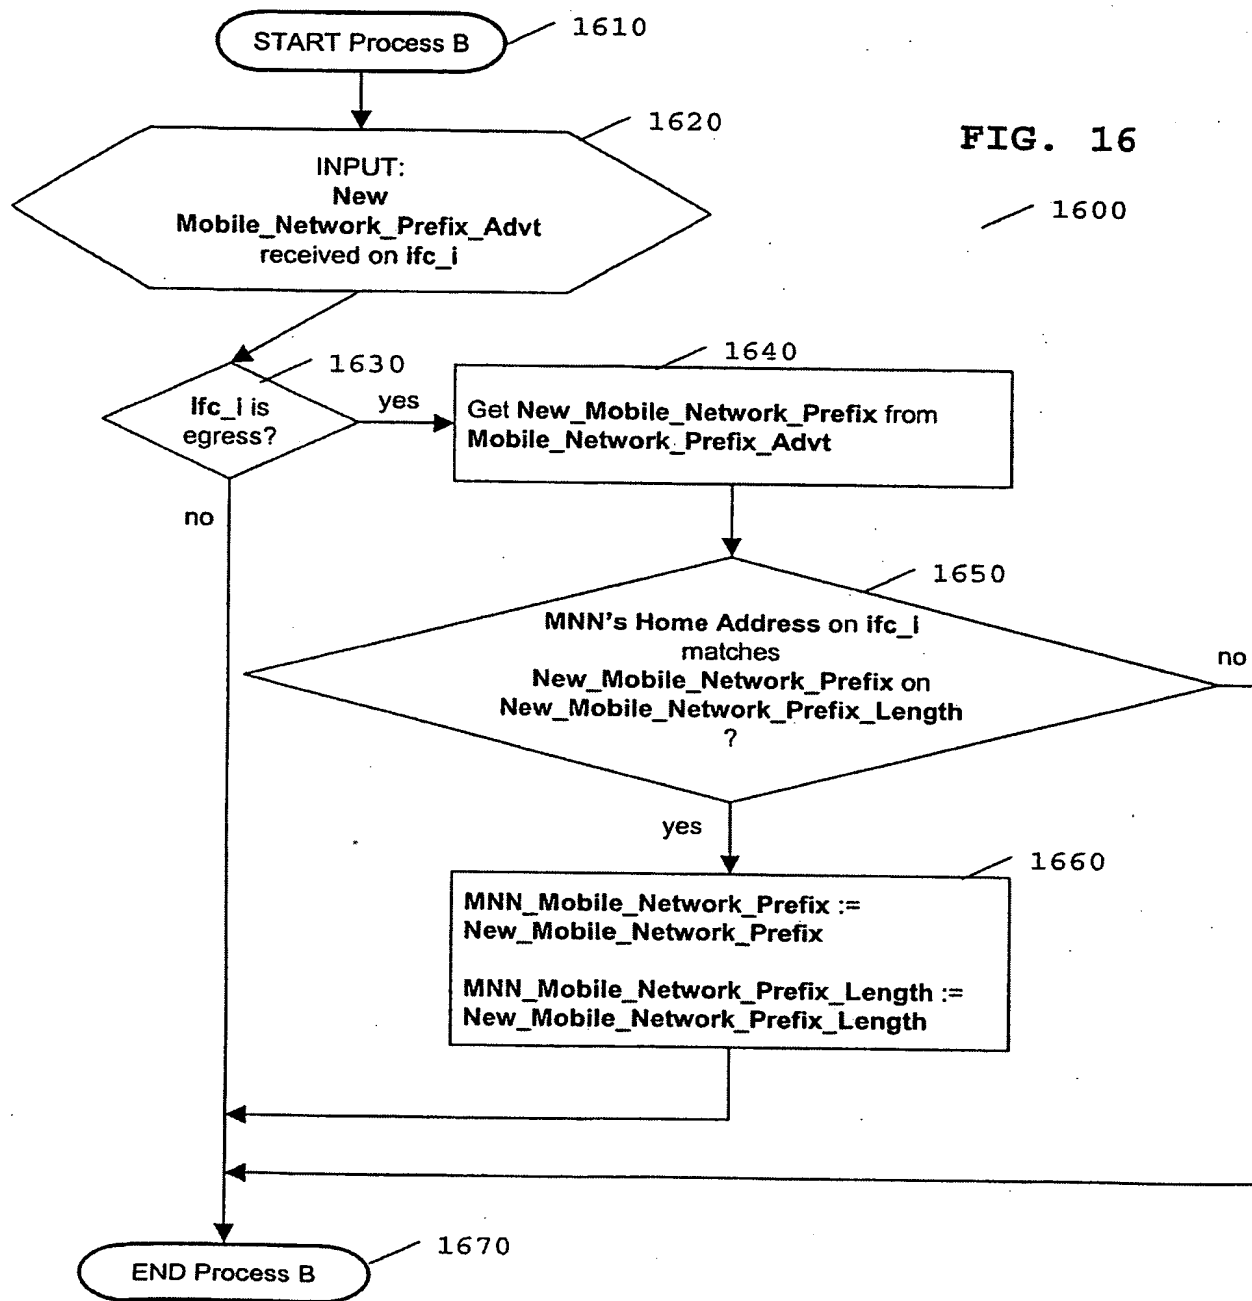 START Process B
1610
1620
FIG. 16
1600
INPUT:
New
Mobile_Network_Prefix_Advt
received on ifc_i
1630
ifc_i is
egress?
yes
no
1640
Get New_Mobile_Network_Prefix from
Mobile_Network_Prefix_Advt
1650
MNN's Home Address on ifc_i
matches
New_Mobile_Network_Prefix on
New_Mobile_Network_Prefix_Length
?
no
yes
1660
MNN_Mobile_Network_Prefix :=
New_Mobile_Network_Prefix
MNN_Mobile_Network_Prefix_Length :=
New_Mobile_Network_Prefix_Length
1670
END Process B